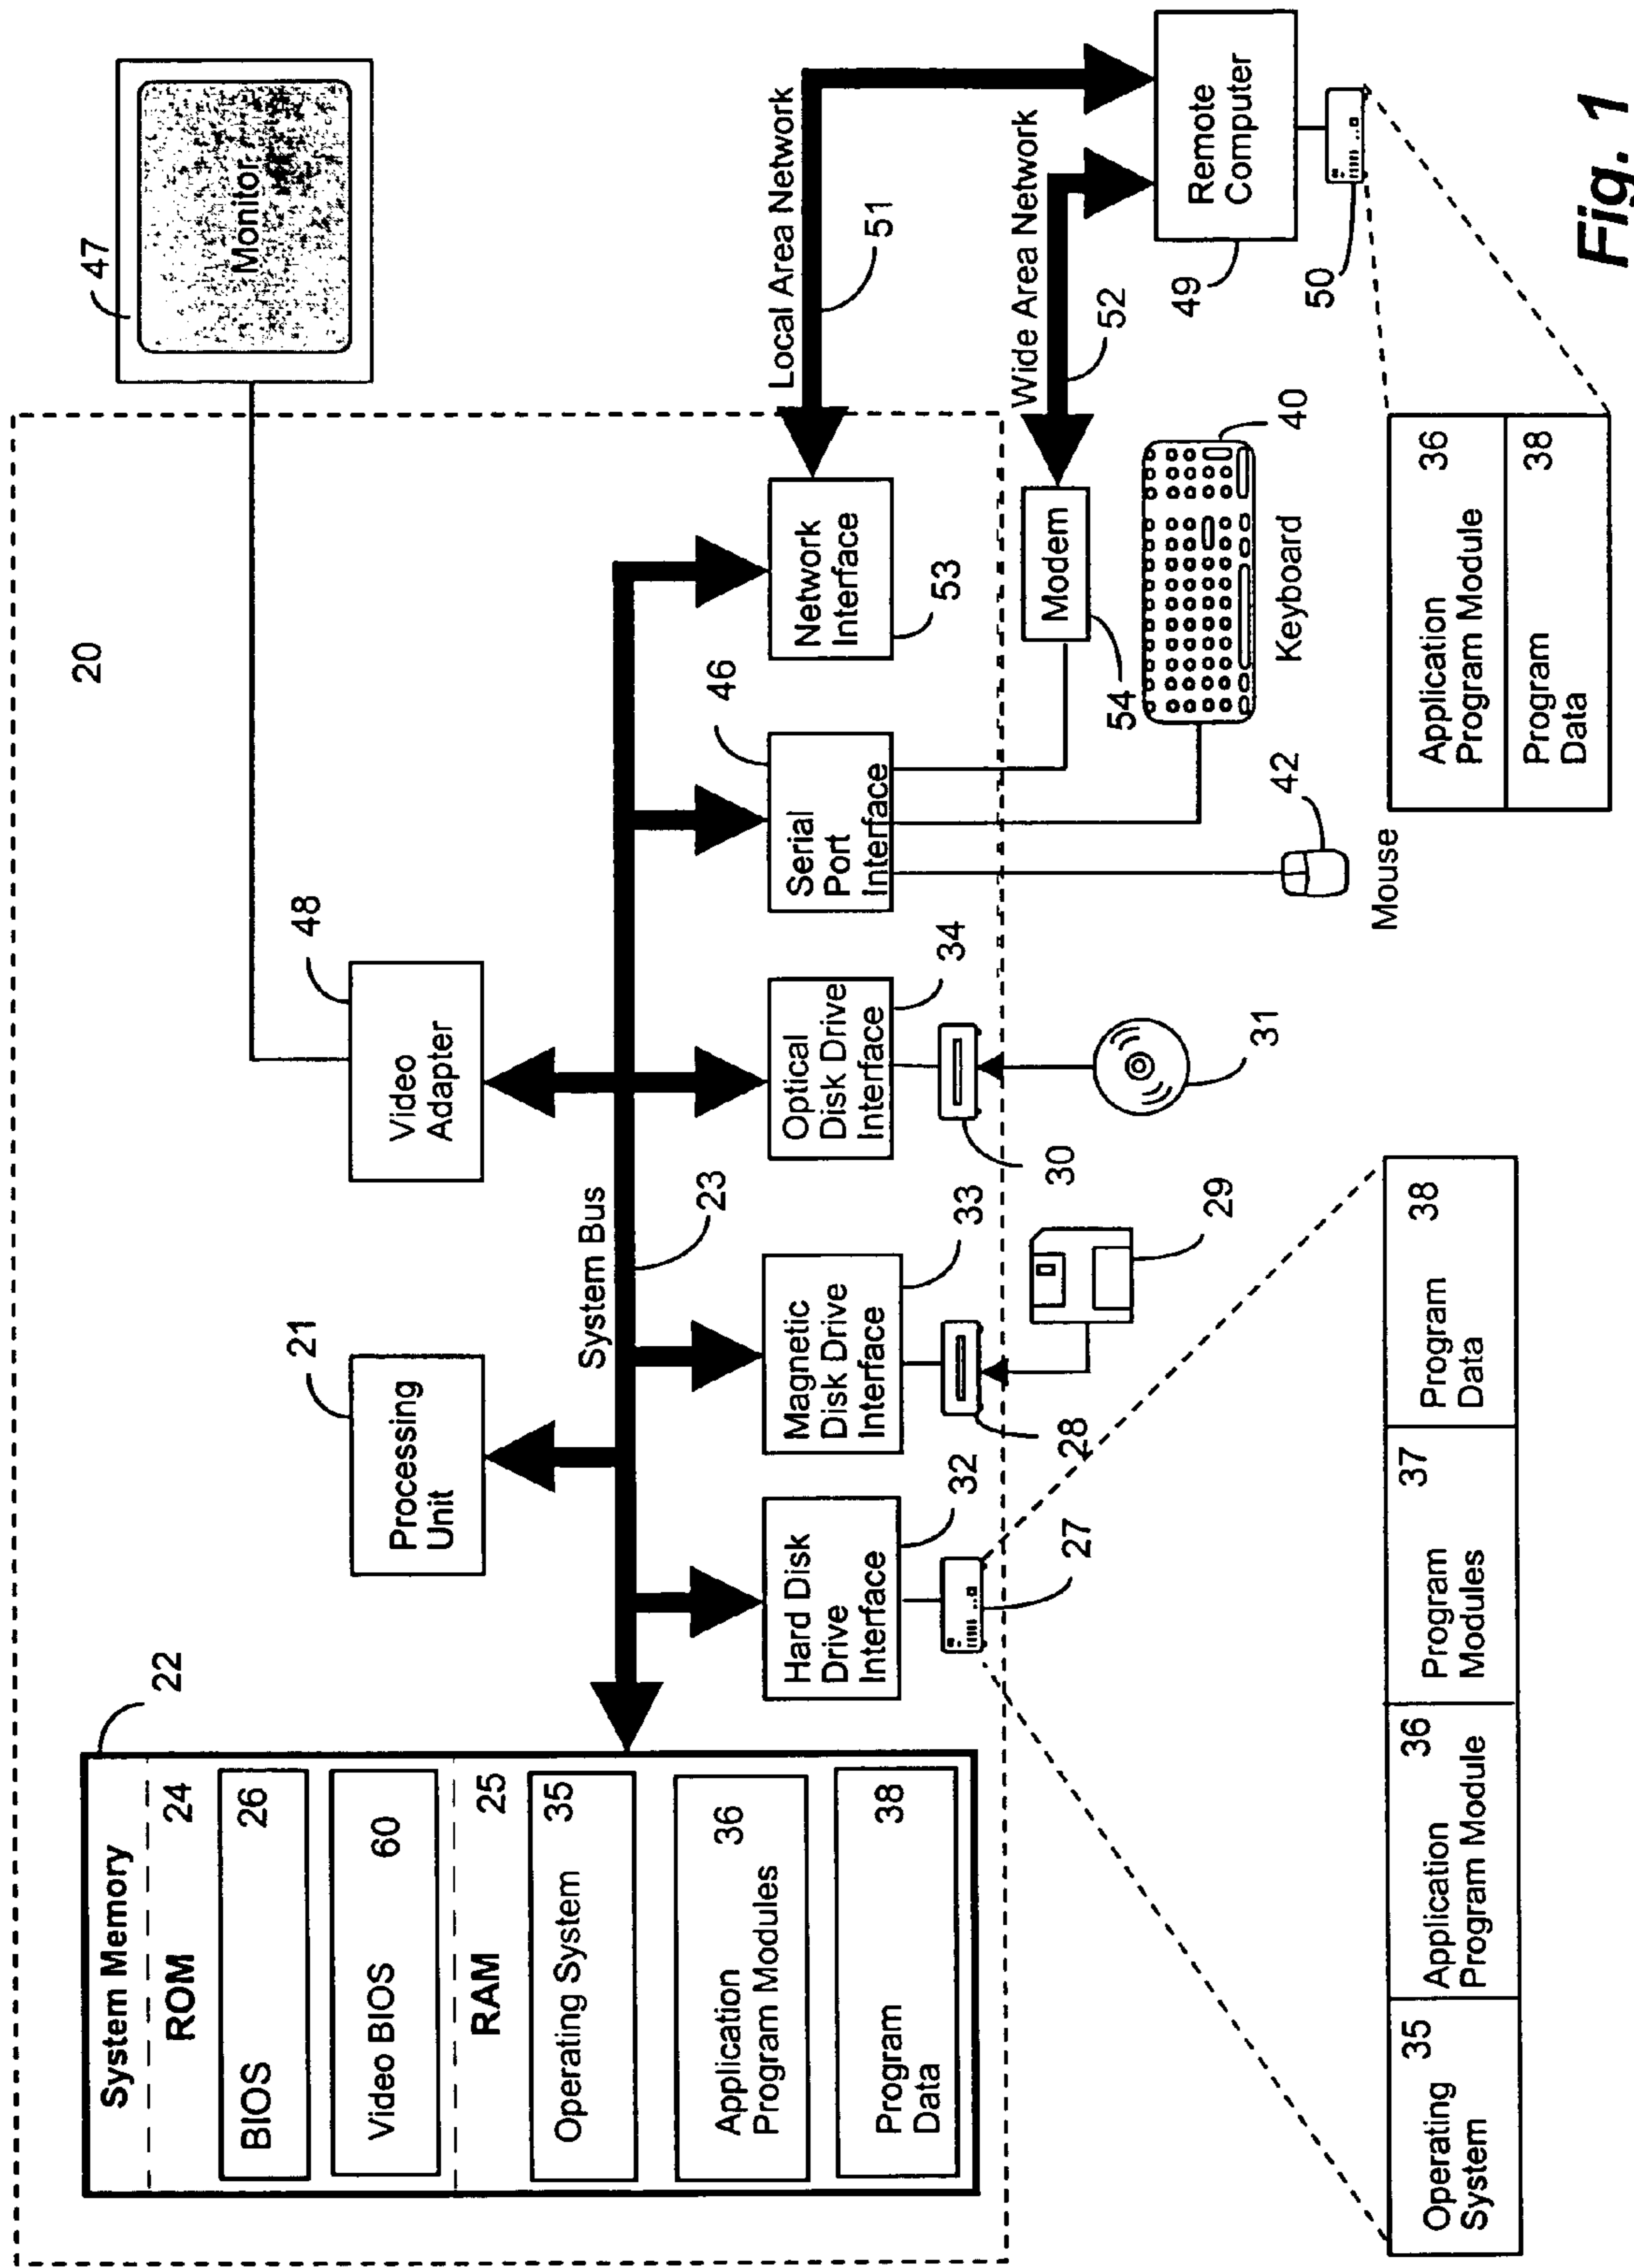 20
47
Monitor
System Memory
22
ROM
24
BIOS
26
Video BIOS
60
RAM
25
Operating System
35
Application
Program Modules
36
Program
Data
38
Processing
Unit
21
Video
Adapter
48
System Bus
23
Hard Disk
Drive
Interface
32
Magnetic
Disk Drive
Interface
33
Optical
Disk Drive
Interface
34
Serial
Port
Interface
46
Network
Interface
53
Local Area Network
51
27
28
29
30
31
Modem
54
Wide Area Network
52
Keyboard
40
Mouse
42
Remote
Computer
49
50
Operating
System
35
Application
Program Module
36
Program
Modules
37
Program
Data
38
Application
Program Module
36
Program
Data
38
Fig. 1